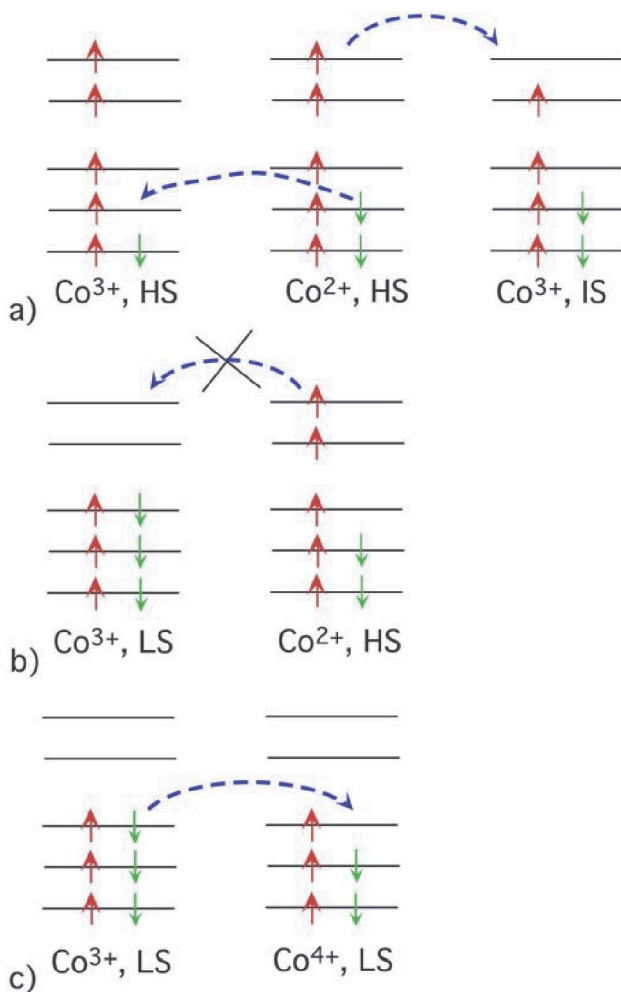 a) Co³⁺, HS Co²⁺, HS Co³⁺, IS
b) Co³⁺, LS Co²⁺, HS
c) Co³⁺, LS Co⁴⁺, LS